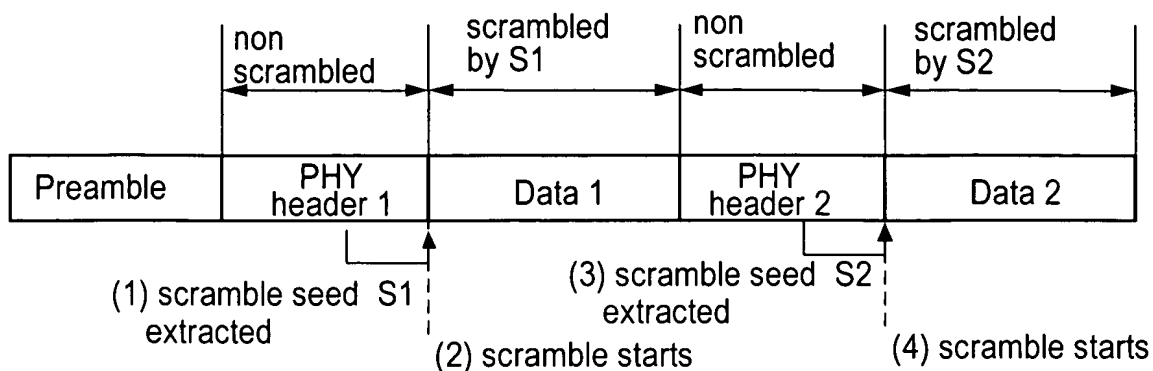 non
scrambled
scrambled
by S1
non
scrambled
scrambled
by S2
Preamble
PHY
header 1
Data 1
PHY
header 2
Data 2
(1) scramble seed S1
extracted
(2) scramble starts
(3) scramble seed S2
extracted
(4) scramble starts